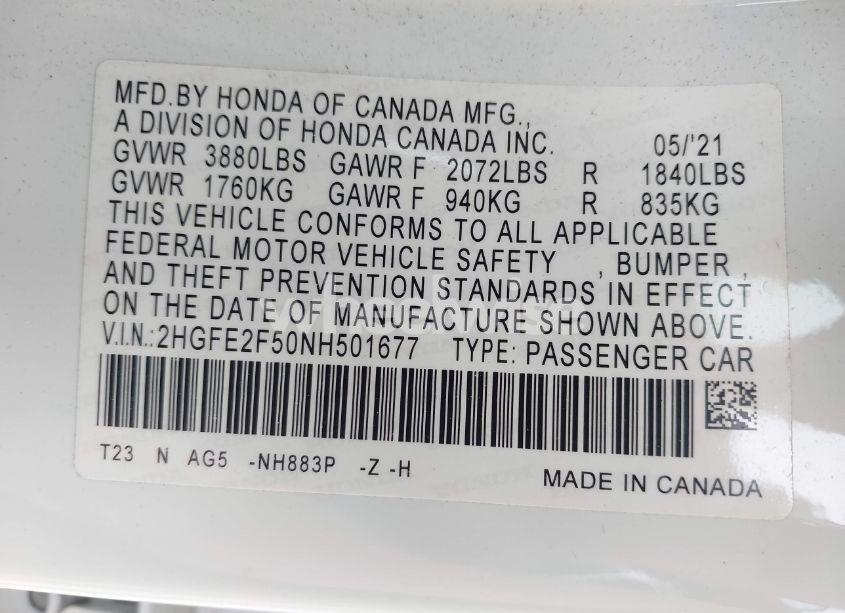 MFD.BY HONDA OF CANADA MFG.,
A DIVISION OF HONDA CANADA INC. 05/'21
GVWR 3880LBS GAWR F 2072LBS R 1840LBS
GVWR 1760KG GAWR F 940KG R 835KG
THIS VEHICLE CONFORMS TO ALL APPLICABLE
FEDERAL MOTOR VEHICLE SAFETY , BUMPER ,
AND THEFT PREVENTION STANDARDS IN EFFECT
ON THE DATE OF MANUFACTURE SHOWN ABOVE.
V.I.N.:2HGFE2F50NH501677 TYPE: PASSENGER CAR
T23 N AG5 -NH883P -Z -H
MADE IN CANADA